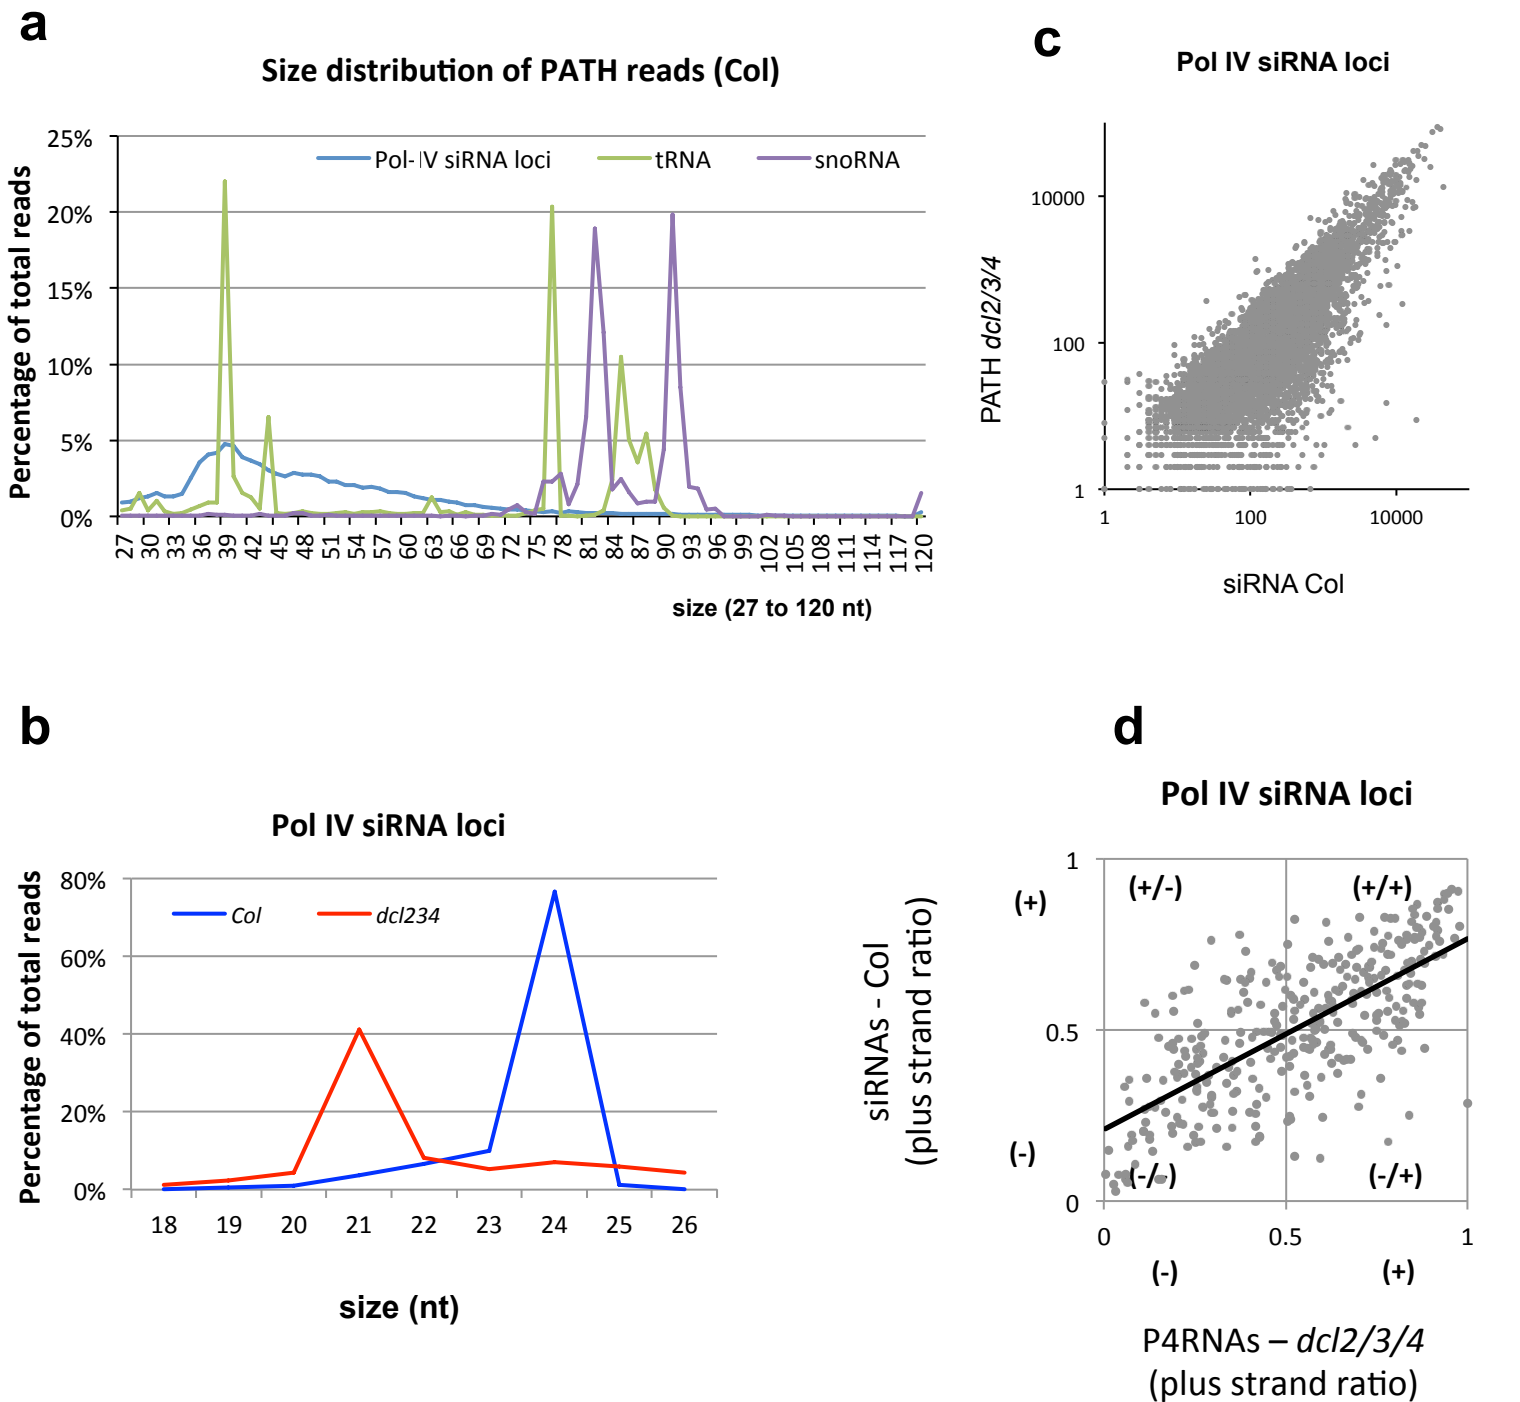 a
Size distribution of PATH reads (Col)
Percentage of total reads
25%
20%
15%
10%
5%
0%
Pol-IV siRNA loci
tRNA
snoRNA
27 30 33 36 39 42 45 48 51 54 57 60 63 66 69 72 75 78 81 84 87 90 93 96 99 102 105 108 111 114 117 120
size (27 to 120 nt)
c
Pol IV siRNA loci
PATH dcl2/3/4
10000
100
1
1 100 10000
siRNA Col
b
Pol IV siRNA loci
Percentage of total reads
80%
60%
40%
20%
0%
Col
dcl234
18 19 20 21 22 23 24 25 26
size (nt)
d
Pol IV siRNA loci
siRNAs - Col
(plus strand ratio)
(+)
(-)
1
0.5
0
(+/-)
(+/+)
(-/-)
(-/+)
0 0.5 1
(-) (+)
P4RNAs – dcl2/3/4
(plus strand ratio)